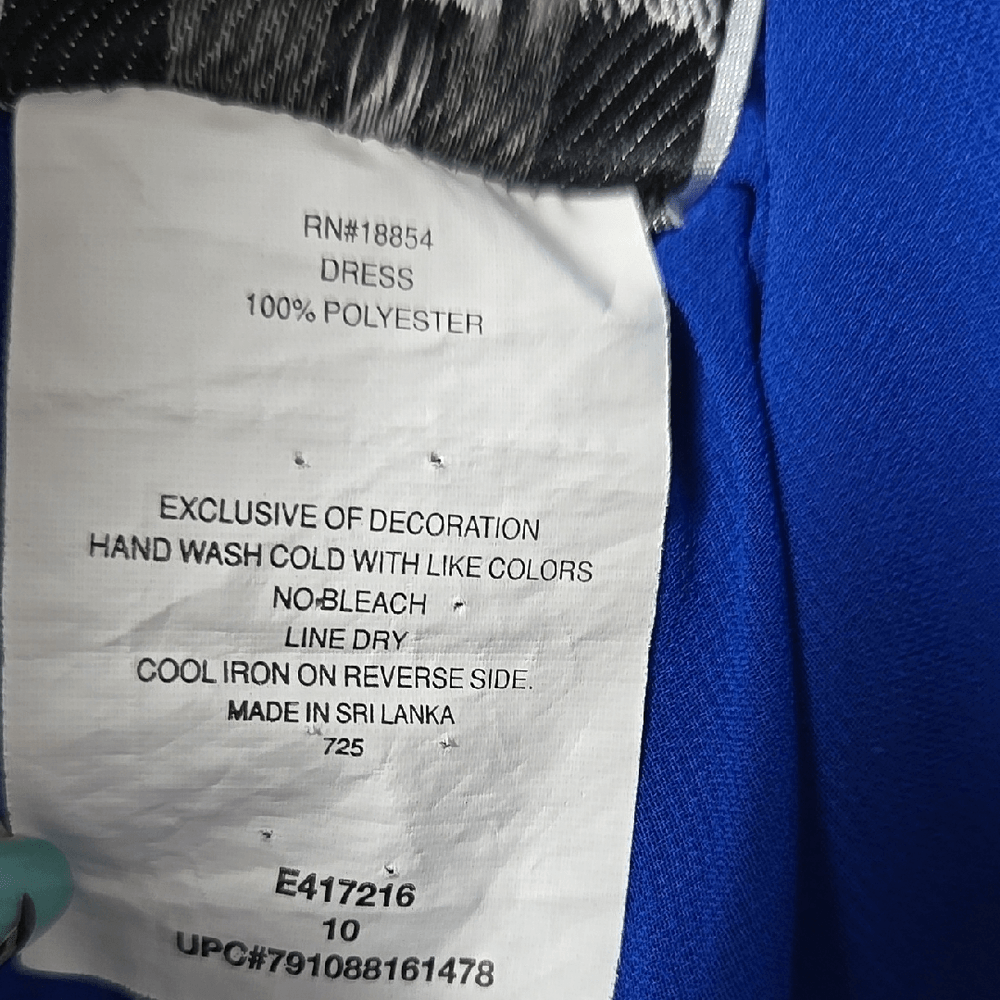 RN#18854
DRESS
100% POLYESTER
EXCLUSIVE OF DECORATION
HAND WASH COLD WITH LIKE COLORS
NO BLEACH
LINE DRY
COOL IRON ON REVERSE SIDE.
MADE IN SRI LANKA
725
E417216
10
UPC#791088161478